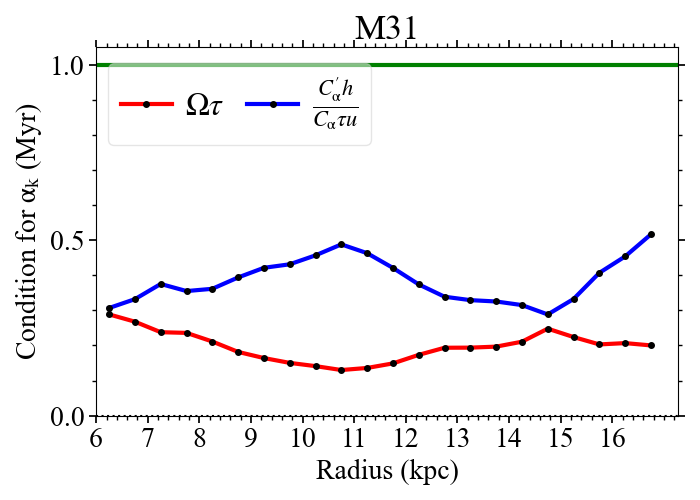 M31
1.0
Ωτ
C′αh
Cατu
0.5
0.0
Condition for αk (Myr)
6 7 8 9 10 11 12 13 14 15 16
Radius (kpc)